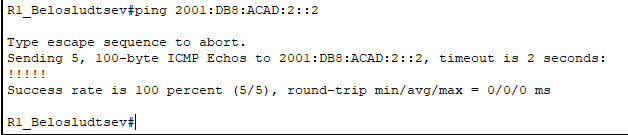 R1_Belosludtsev#ping 2001:DB8:ACAD:2::2
Type escape sequence to abort.
Sending 5, 100-byte ICMP Echos to 2001:DB8:ACAD:2::2, timeout is 2 seconds:
!!!!!
Success rate is 100 percent (5/5), round-trip min/avg/max = 0/0/0 ms
R1_Belosludtsev#